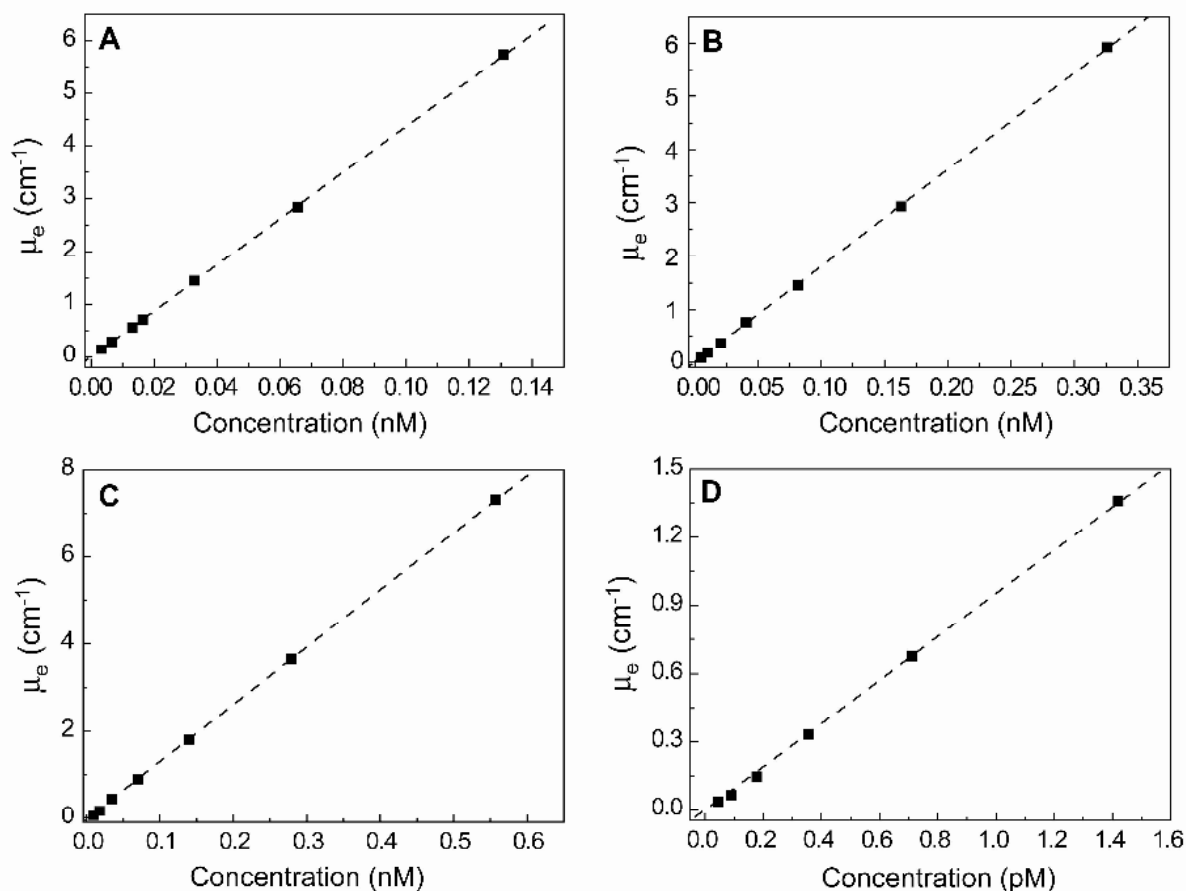 A
μe (cm-1)
6
5
4
3
2
1
0
0.00 0.02 0.04 0.06 0.08 0.10 0.12 0.14
Concentration (nM)
B
μe (cm-1)
6
5
4
3
2
1
0
0.00 0.05 0.10 0.15 0.20 0.25 0.30 0.35
Concentration (nM)
C
μe (cm-1)
8
6
4
2
0
0.0 0.1 0.2 0.3 0.4 0.5 0.6
Concentration (nM)
D
μe (cm-1)
1.5
1.2
0.9
0.6
0.3
0.0
0.0 0.2 0.4 0.6 0.8 1.0 1.2 1.4 1.6
Concentration (pM)